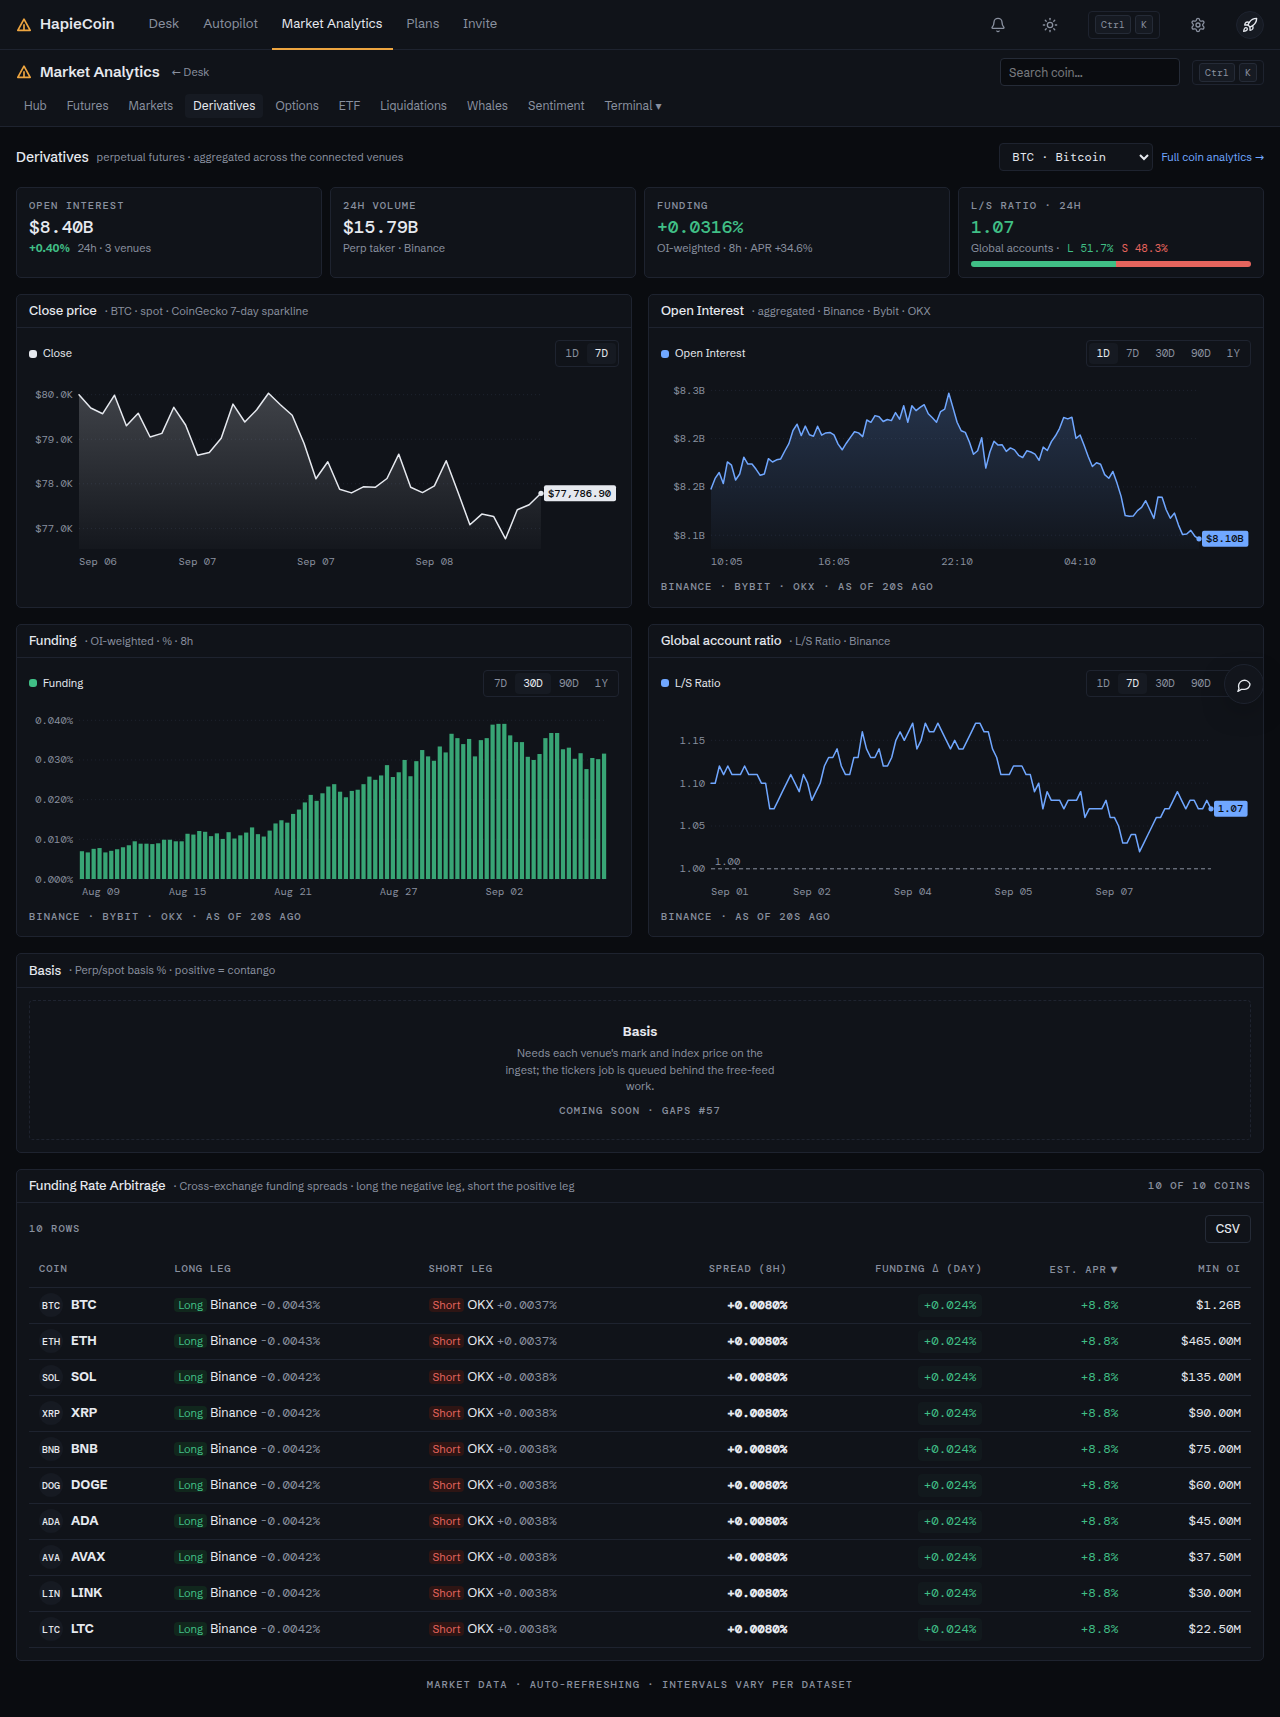 HapieCoin Desk Autopilot Market Analytics Plans Invite Ctrl K
Market Analytics ← Desk Search coin... Ctrl K
Hub Futures Markets Derivatives Options ETF Liquidations Whales Sentiment Terminal ▾
Derivatives perpetual futures · aggregated across the connected venues BTC · Bitcoin Full coin analytics →
OPEN INTEREST
$8.40B
+0.40% 24h · 3 venues
24H VOLUME
$15.79B
Perp taker · Binance
FUNDING
+0.0316%
OI-weighted · 8h · APR +34.6%
L/S RATIO · 24H
1.07
Global accounts · L 51.7% S 48.3%
Close price · BTC · spot · CoinGecko 7-day sparkline
Close 1D 7D
$80.0K
$79.0K
$78.0K
$77.0K
$77,786.90
Sep 06 Sep 07 Sep 07 Sep 08
Open Interest · aggregated · Binance · Bybit · OKX
Open Interest 1D 7D 30D 90D 1Y
$8.3B
$8.2B
$8.2B
$8.1B
$8.10B
10:05 16:05 22:10 04:10
BINANCE · BYBIT · OKX · AS OF 20S AGO
Funding · OI-weighted · % · 8h
Funding 7D 30D 90D 1Y
0.040%
0.030%
0.020%
0.010%
0.000%
Aug 09 Aug 15 Aug 21 Aug 27 Sep 02
BINANCE · BYBIT · OKX · AS OF 20S AGO
Global account ratio · L/S Ratio · Binance
L/S Ratio 1D 7D 30D 90D
1.15
1.10
1.05
1.00
1.00
1.07
Sep 01 Sep 02 Sep 04 Sep 05 Sep 07
BINANCE · AS OF 20S AGO
Basis · Perp/spot basis % · positive = contango
Basis
Needs each venue's mark and index price on the
ingest; the tickers job is queued behind the free-feed
work.
COMING SOON · GAPS #57
Funding Rate Arbitrage · Cross-exchange funding spreads · long the negative leg, short the positive leg 10 OF 10 COINS
10 ROWS CSV
COIN LONG LEG SHORT LEG SPREAD (8H) FUNDING Δ (DAY) EST. APR ▼ MIN OI
BTC BTC Long Binance -0.0043% Short OKX +0.0037% +0.0080% +0.024% +8.8% $1.26B
ETH ETH Long Binance -0.0043% Short OKX +0.0037% +0.0080% +0.024% +8.8% $465.00M
SOL SOL Long Binance -0.0042% Short OKX +0.0038% +0.0080% +0.024% +8.8% $135.00M
XRP XRP Long Binance -0.0042% Short OKX +0.0038% +0.0080% +0.024% +8.8% $90.00M
BNB BNB Long Binance -0.0042% Short OKX +0.0038% +0.0080% +0.024% +8.8% $75.00M
DOG DOGE Long Binance -0.0042% Short OKX +0.0038% +0.0080% +0.024% +8.8% $60.00M
ADA ADA Long Binance -0.0042% Short OKX +0.0038% +0.0080% +0.024% +8.8% $45.00M
AVA AVAX Long Binance -0.0042% Short OKX +0.0038% +0.0080% +0.024% +8.8% $37.50M
LIN LINK Long Binance -0.0042% Short OKX +0.0038% +0.0080% +0.024% +8.8% $30.00M
LTC LTC Long Binance -0.0042% Short OKX +0.0038% +0.0080% +0.024% +8.8% $22.50M
MARKET DATA · AUTO-REFRESHING · INTERVALS VARY PER DATASET